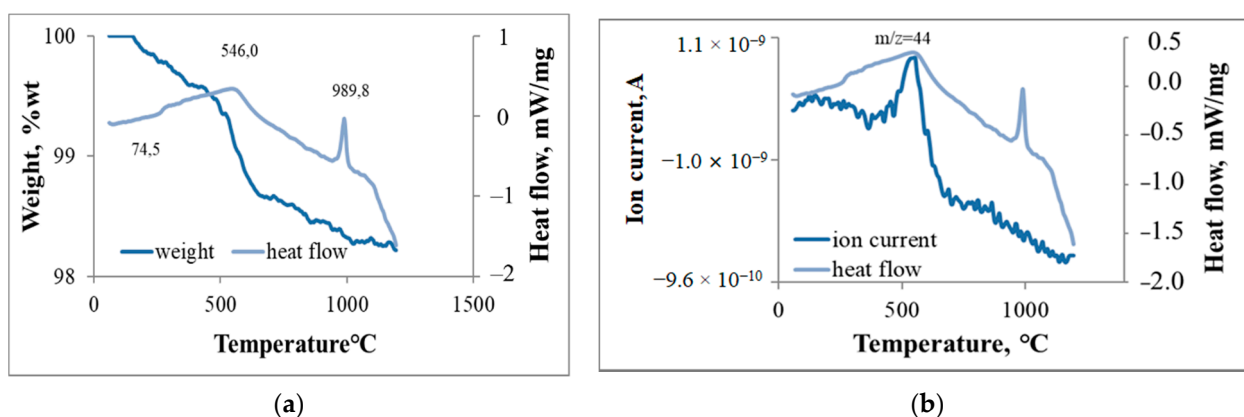 100
99
98
Weight, %wt
546,0
989,8
74,5
1
0
−1
−2
Heat flow, mW/mg
weight
heat flow
0
500
1000
1500
Temperature°C
(a)
m/z=44
1.1 × 10⁻⁹
−1.0 × 10⁻⁹
−9.6 × 10⁻¹⁰
Ion current, A
0.5
0.0
−0.5
−1.0
−1.5
−2.0
Heat flow, mW/mg
ion current
heat flow
0
500
1000
Temperature, °C
(b)